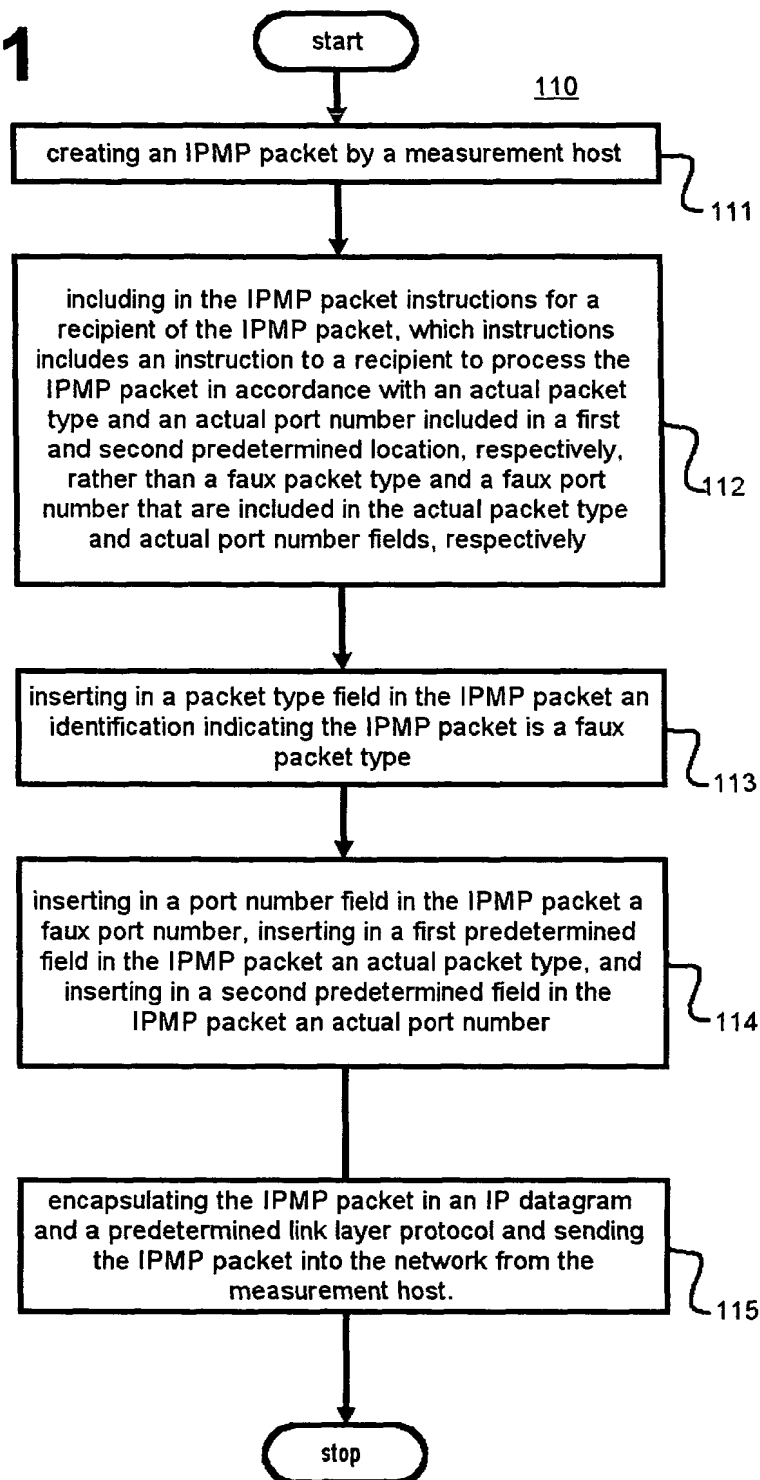 1
start
110
creating an IPMP packet by a measurement host
111
including in the IPMP packet instructions for a
recipient of the IPMP packet, which instructions
includes an instruction to a recipient to process the
IPMP packet in accordance with an actual packet
type and an actual port number included in a first
and second predetermined location, respectively,
rather than a faux packet type and a faux port
number that are included in the actual packet type
and actual port number fields, respectively
112
inserting in a packet type field in the IPMP packet an
identification indicating the IPMP packet is a faux
packet type
113
inserting in a port number field in the IPMP packet a
faux port number, inserting in a first predetermined
field in the IPMP packet an actual packet type, and
inserting in a second predetermined field in the
IPMP packet an actual port number
114
encapsulating the IPMP packet in an IP datagram
and a predetermined link layer protocol and sending
the IPMP packet into the network from the
measurement host.
115
stop